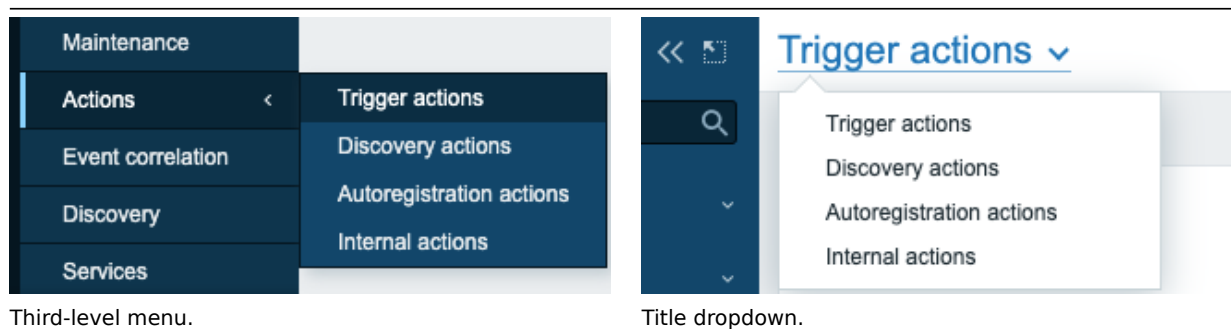 Maintenance
Actions
Event correlation
Discovery
Services
Trigger actions
Discovery actions
Autoregistration actions
Internal actions
Third-level menu.
Trigger actions
Trigger actions
Discovery actions
Autoregistration actions
Internal actions
Title dropdown.